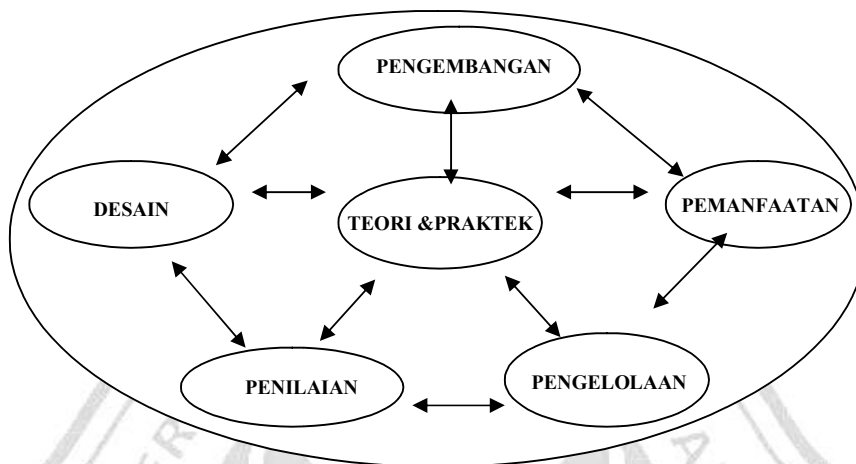 PENGEMBANGAN
DESAIN
TEORI &PRAKTEK
PEMANFAATAN
PENILAIAN
PENGELOLAAN